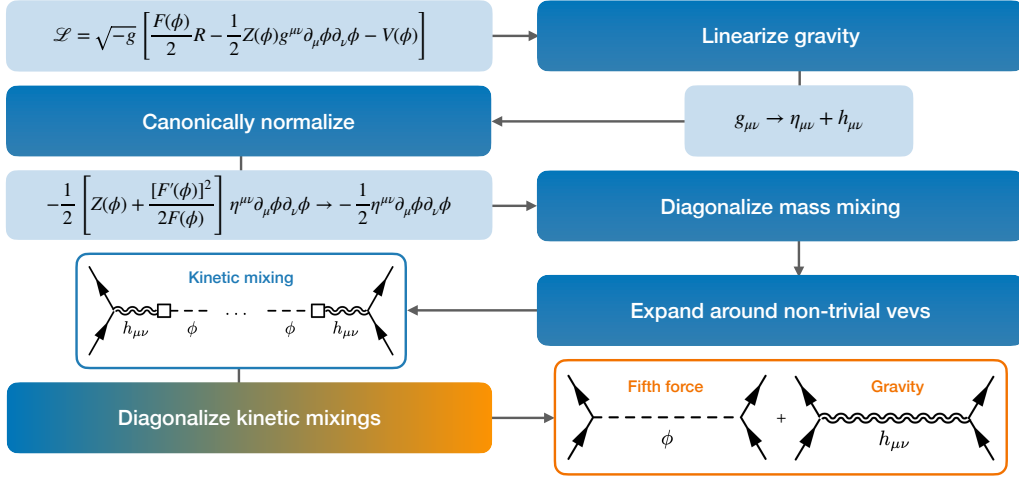 ℒ = √−g [F(ϕ)/2 R − 1/2 Z(ϕ)g^{μν}∂_μϕ∂_νϕ − V(ϕ)]
Linearize gravity
g_{μν} → η_{μν} + h_{μν}
Canonically normalize
−1/2 [Z(ϕ) + [F′(ϕ)]²/2F(ϕ)] η^{μν}∂_μϕ∂_νϕ → −1/2 η^{μν}∂_μϕ∂_νϕ
Diagonalize mass mixing
Expand around non-trivial vevs
Kinetic mixing
...
h_{μν} ϕ ϕ h_{μν}
Diagonalize kinetic mixings
Fifth force
ϕ
+
Gravity
h_{μν}